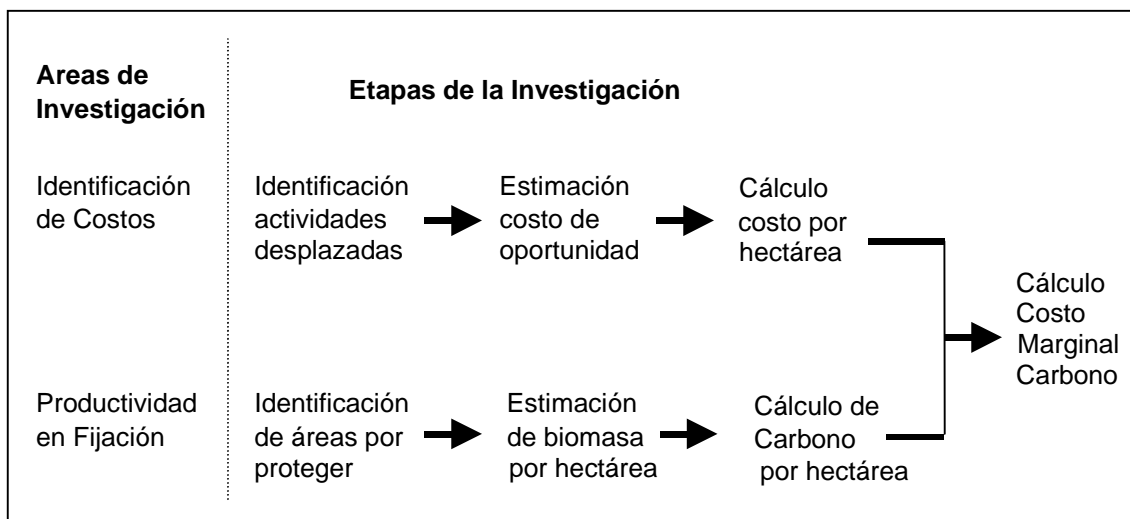 Areas de
Investigación
Etapas de la Investigación
Identificación
de Costos
Identificación
actividades
desplazadas
Estimación
costo de
oportunidad
Cálculo
costo por
hectárea
Cálculo
Costo
Marginal
Carbono
Productividad
en Fijación
Identificación
de áreas por
proteger
Estimación
de biomasa
por hectárea
Cálculo de
Carbono
por hectárea